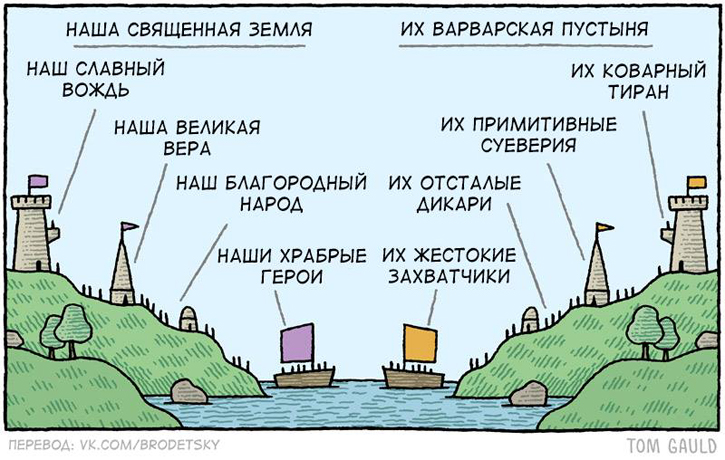 НАША СВЯЩЕННАЯ ЗЕМЛЯ
ИХ ВАРВАРСКАЯ ПУСТЫНЯ
НАШ СЛАВНЫЙ
ВОЖДЬ
ИХ КОВАРНЫЙ
ТИРАН
НАША ВЕЛИКАЯ
ВЕРА
ИХ ПРИМИТИВНЫЕ
СУЕВЕРИЯ
НАШ БЛАГОРОДНЫЙ
НАРОД
ИХ ОТСТАЛЫЕ
ДИКАРИ
НАШИ ХРАБРЫЕ
ГЕРОИ
ИХ ЖЕСТОКИЕ
ЗАХВАТЧИКИ
ПЕРЕВОД: VK.COM/BRODETSKY
TOM GAULD